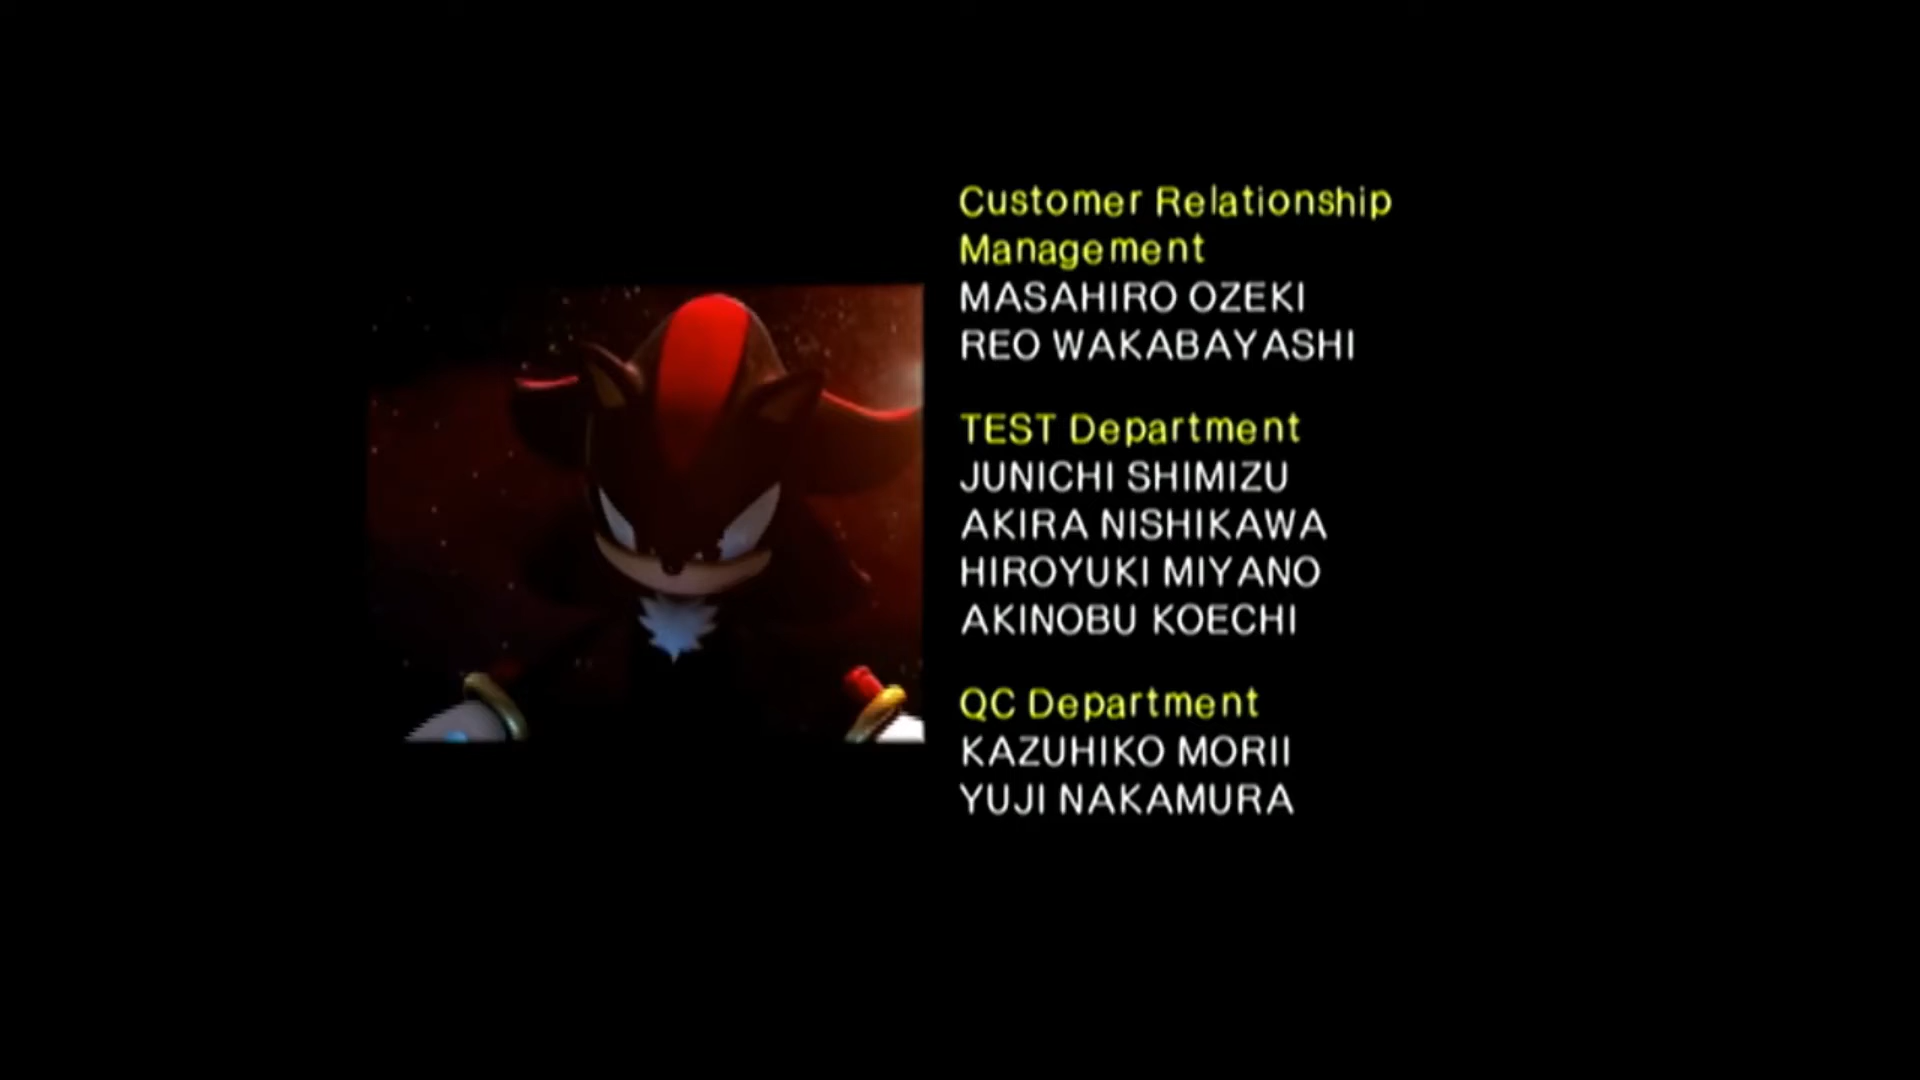 Customer Relationship
Management
MASAHIRO OZEKI
REO WAKABAYASHI
TEST Department
JUNICHI SHIMIZU
AKIRA NISHIKAWA
HIROYUKI MIYANO
AKINOBU KOECHI
QC Department
KAZUHIKO MORII
YUJI NAKAMURA